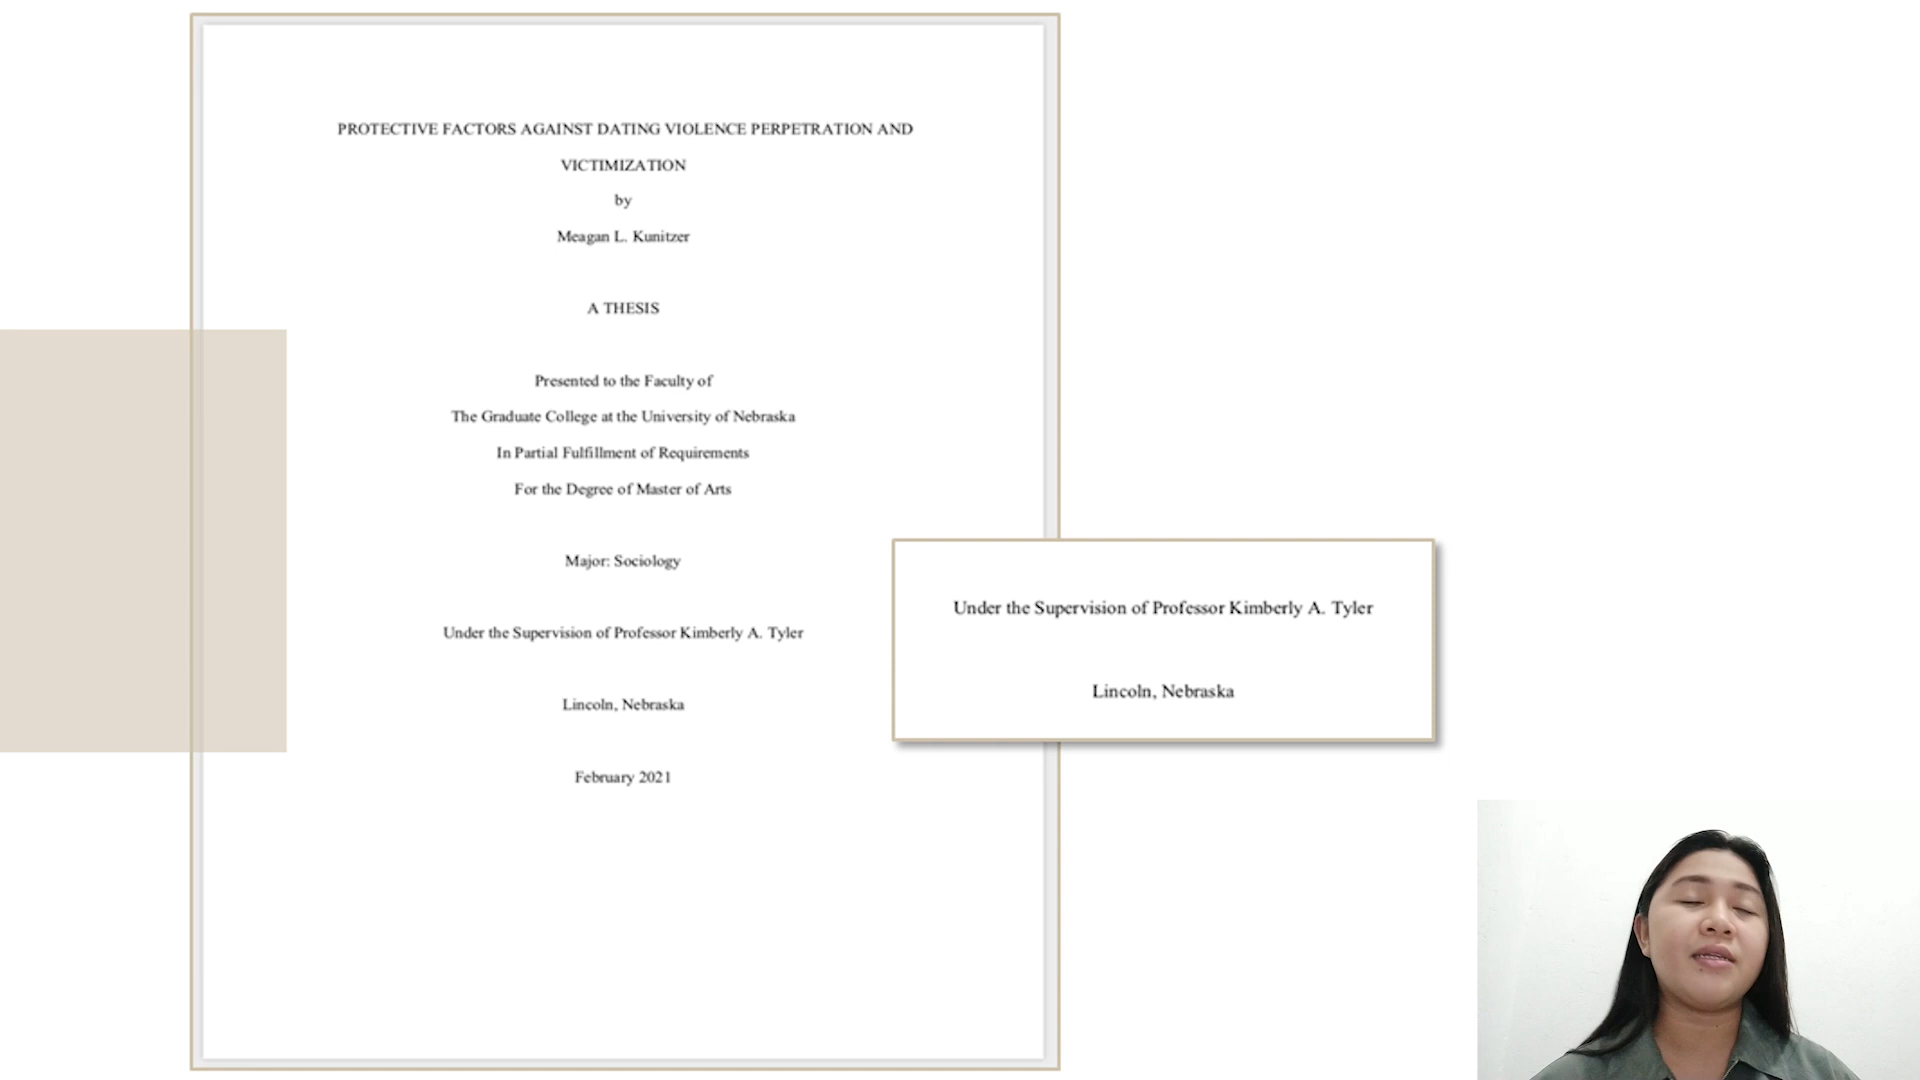 PROTECTIVE FACTORS AGAINST DATING VIOLENCE PERPETRATION AND
VICTIMIZATION
by
Meagan L. Kunitzer
A THESIS
Presented to the Faculty of
The Graduate College at the University of Nebraska
In Partial Fulfillment of Requirements
For the Degree of Master of Arts
Major: Sociology
Under the Supervision of Professor Kimberly A. Tyler
Lincoln, Nebraska
February 2021
Under the Supervision of Professor Kimberly A. Tyler
Lincoln, Nebraska